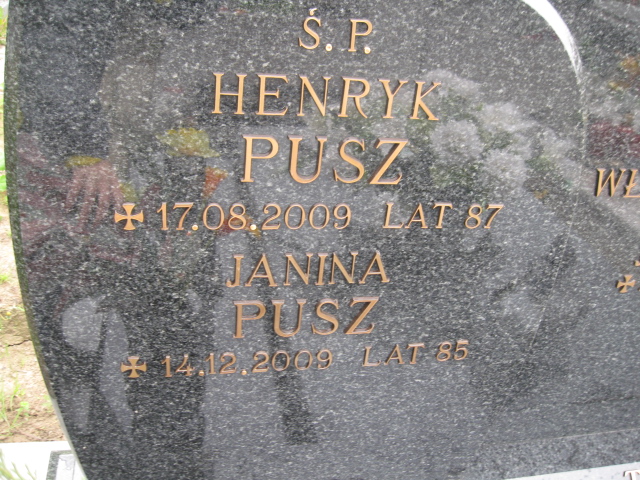 Ś. P.
HENRYK
PUSZ
✠ 17.08.2009 LAT 87
JANINA
PUSZ
✠ 14.12.2009 LAT 85